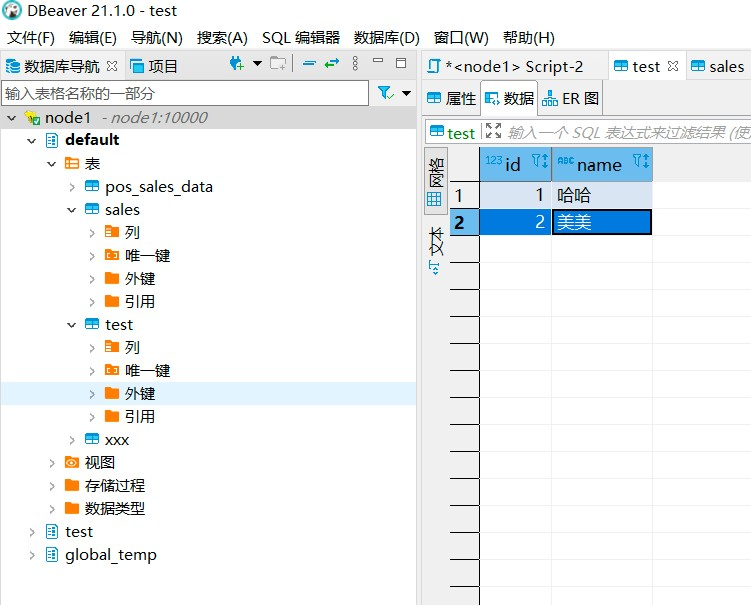 DBeaver 21.1.0 - test
文件(F) 编辑(E) 导航(N) 搜索(A) SQL 编辑器 数据库(D) 窗口(W) 帮助(H)
数据库导航 项目
*<node1> Script-2 test sales
输入表格名称的一部分
属性 数据 ER 图
node1 - node1:10000
test 输入一个 SQL 表达式来过滤结果 (使
default
表
pos_sales_data
sales
列
唯一键
外键
引用
test
列
唯一键
外键
引用
xxx
视图
存储过程
数据类型
test
global_temp
网格
文本
123 id ABC name
1 1 哈哈
2 2 美美